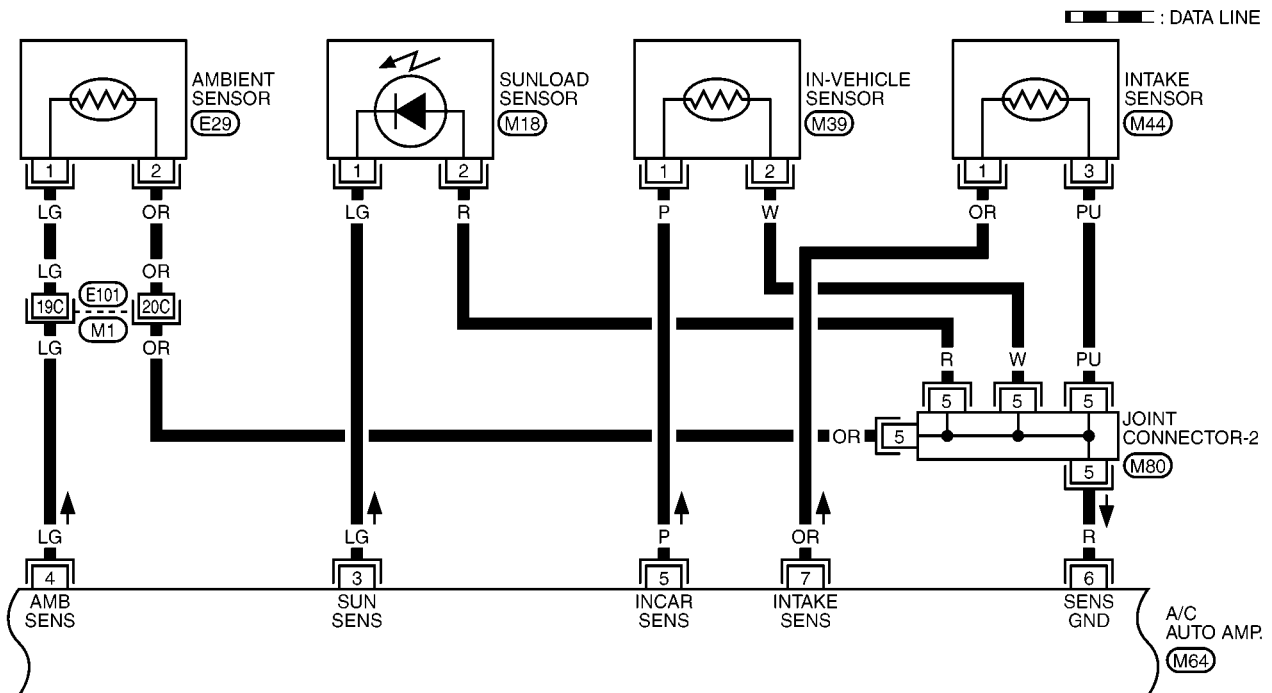 : DATA LINE
AMBIENT
SENSOR
E29
SUNLOAD
SENSOR
M18
IN-VEHICLE
SENSOR
M39
INTAKE
SENSOR
M44
1 2 1 2 1 2 1 3
LG OR LG R P W OR PU
LG OR
19C E101 20C
M1
LG OR
R W PU
5 5 5
OR 5
JOINT
CONNECTOR-2
M80
5
LG LG P OR R
4 3 5 7 6
AMB
SENS
SUN
SENS
INCAR
SENS
INTAKE
SENS
SENS
GND
A/C
AUTO AMP.
M64